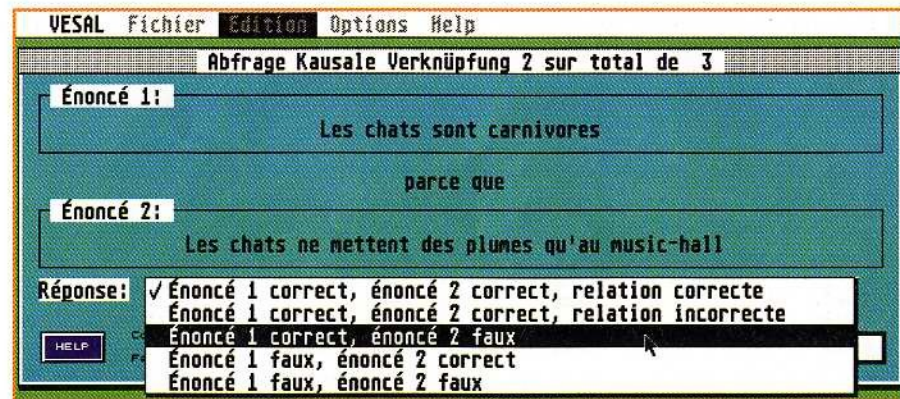 VESAL Fichier Edition Options Help
Abfrage Kausale Verknüpfung 2 sur total de 3
Énoncé 1:
Les chats sont carnivores
parce que
Énoncé 2:
Les chats ne mettent des plumes qu'au music-hall
Réponse: √ Énoncé 1 correct, énoncé 2 correct, relation correcte
Énoncé 1 correct, énoncé 2 correct, relation incorrecte
Énoncé 1 correct, énoncé 2 faux
HELP
Énoncé 1 faux, énoncé 2 correct
Énoncé 1 faux, énoncé 2 faux